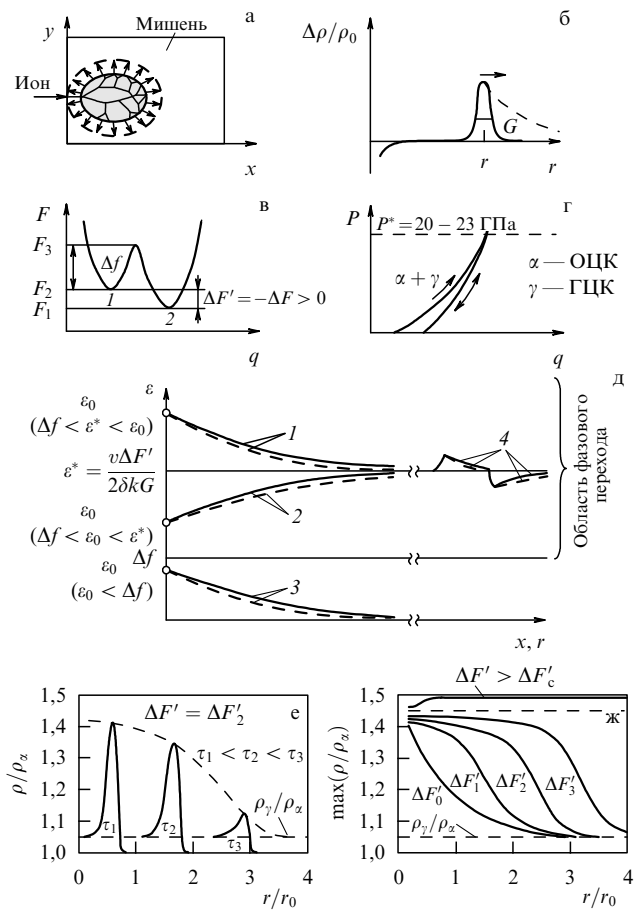 а
y
Мишень
Ион
x
б
Δρ/ρ₀
G
r
r
в
F
F₃
Δf
F₂
1
ΔF′ = −ΔF > 0
F₁
2
q
г
P
P* = 20 – 23 ГПа
α + γ
α — ОЦК
γ — ГЦК
q
д
ε
ε₀
(Δf < ε* < ε₀)
1
4
ε* = vΔF′/2δkG
ε₀
2
(Δf < ε₀ < ε*)
Δf
ε₀
3
(ε₀ < Δf)
x, r
Область фазового
перехода
е
ρ/ρα
1,5
1,4
1,3
1,2
1,1
1,0
ΔF′ = ΔF′₂
τ₁ < τ₂ < τ₃
ργ/ρα
τ₁
τ₂
τ₃
0 1 2 3 4
r/r₀
ΔF′ > ΔF′c
ж
max(ρ/ρα)
1,5
1,4
1,3
1,2
1,1
1,0
ΔF′₀
ΔF′₁
ΔF′₂
ΔF′₃
ργ/ρα
0 1 2 3 4
r/r₀